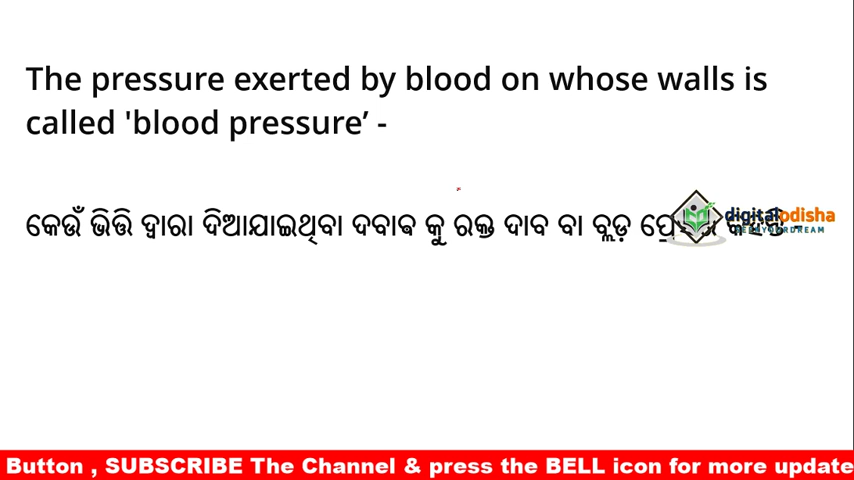 The pressure exerted by blood on whose walls is
called 'blood pressure’ -
କେଉଁ ଭିତ୍ତି ଦ୍ୱାରା ଦିଆଯାଇଥିବା ଦବାଵ କୁ ରକ୍ତ ଦାବ ବା ବ୍ଲଡ଼ -
digitalodisha
Button , SUBSCRIBE The Channel & press the BELL icon for more update